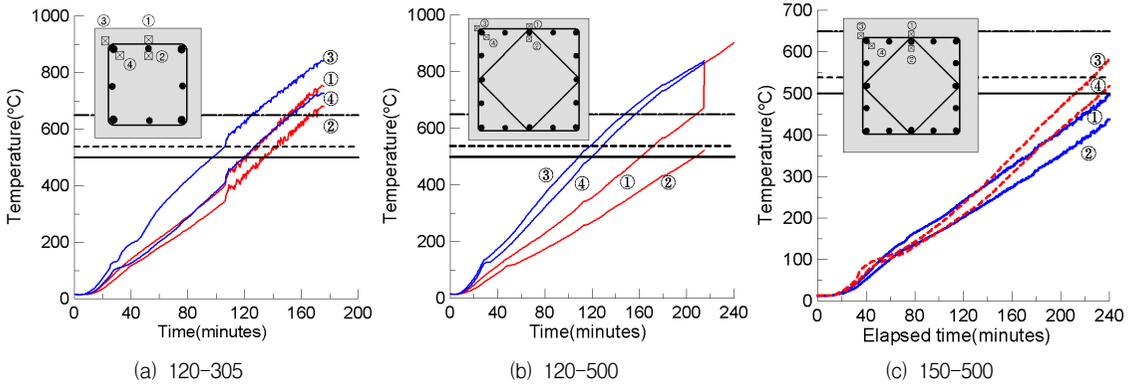 1000
800
600
400
200
0
Temperature(°C)
③ ①
④ ②
③
①
④
②
0 40 80 120 160 200
Time(minutes)
(a) 120-305
1000
800
600
400
200
0
Temperature(°C)
③ ①
④ ②
③ ④ ① ②
0 40 80 120 160 200 240
Time(minutes)
(b) 120-500
700
600
500
400
300
200
100
0
Temperature(°C)
③ ①
④ ②
③
④
①
②
0 40 80 120 160 200 240
Elapsed time(minutes)
(c) 150-500